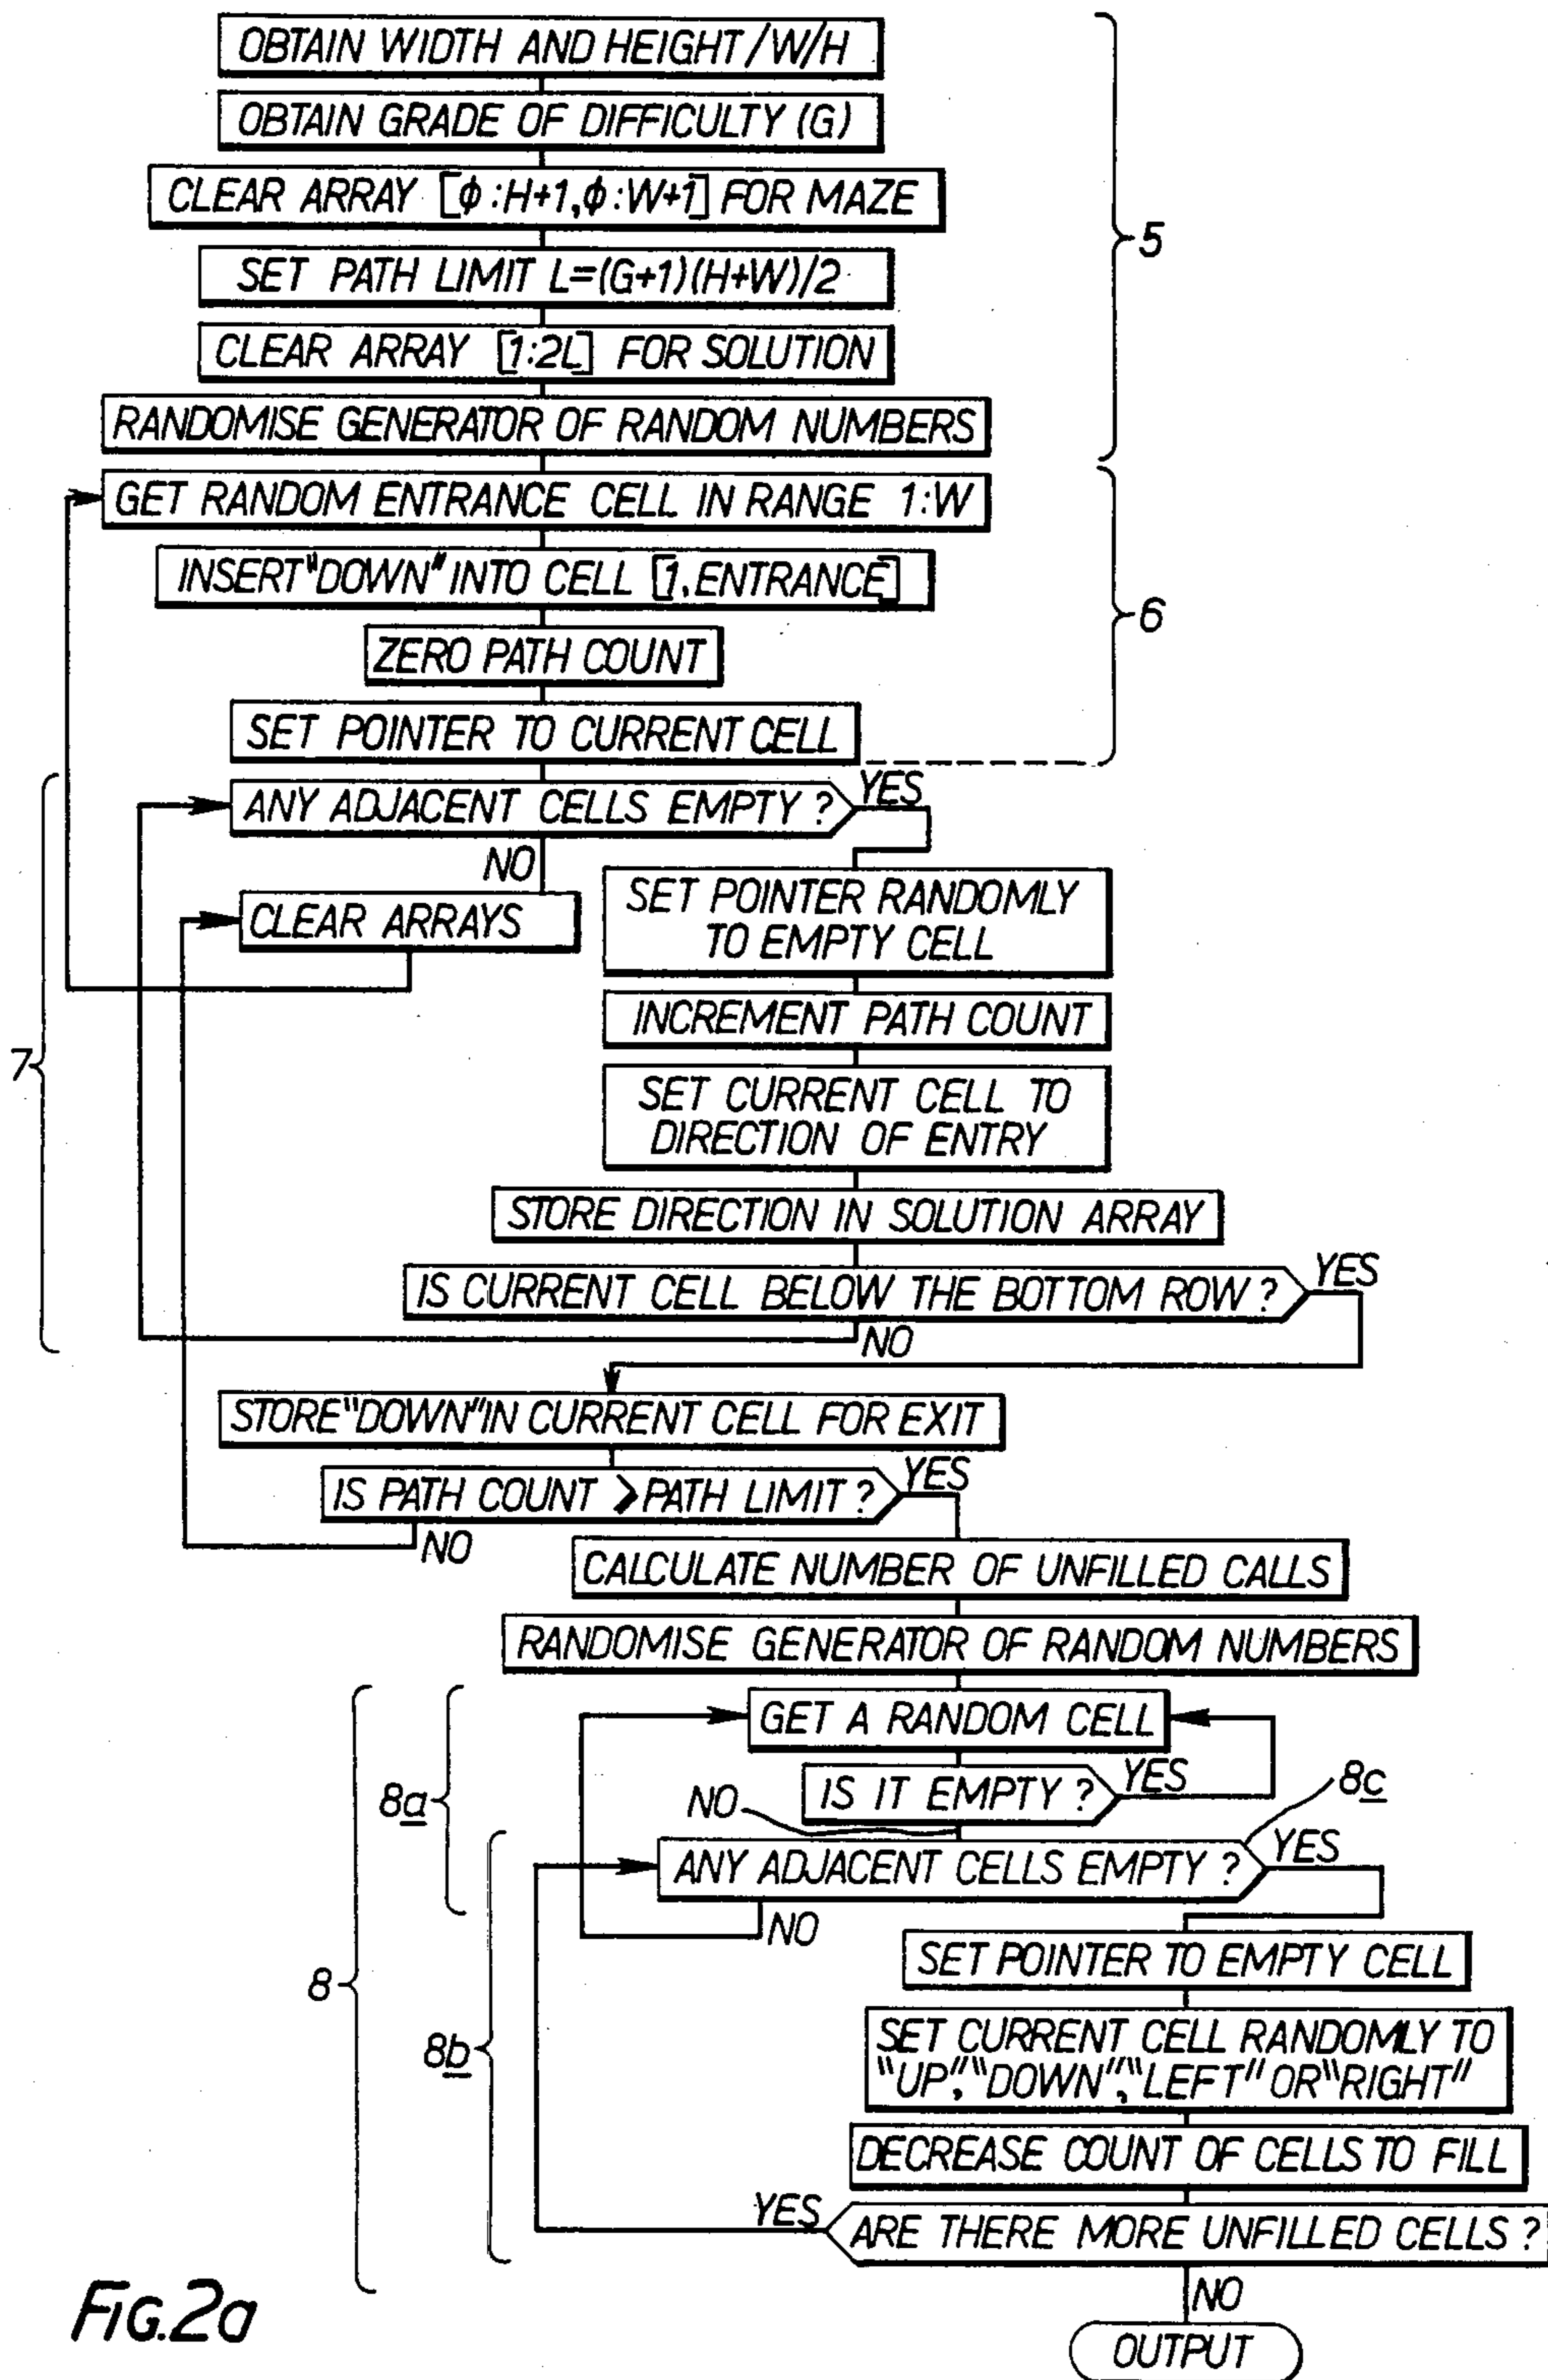 OBTAIN WIDTH AND HEIGHT/W/H
OBTAIN GRADE OF DIFFICULTY (G)
CLEAR ARRAY [ϕ:H+1,ϕ:W+1] FOR MAZE
SET PATH LIMIT L=(G+1)(H+W)/2
5
CLEAR ARRAY [1:2L] FOR SOLUTION
RANDOMISE GENERATOR OF RANDOM NUMBERS
GET RANDOM ENTRANCE CELL IN RANGE 1:W
INSERT "DOWN" INTO CELL [1,ENTRANCE]
6
ZERO PATH COUNT
SET POINTER TO CURRENT CELL
ANY ADJACENT CELLS EMPTY ?
YES
NO
CLEAR ARRAYS
SET POINTER RANDOMLY
TO EMPTY CELL
INCREMENT PATH COUNT
7
SET CURRENT CELL TO
DIRECTION OF ENTRY
STORE DIRECTION IN SOLUTION ARRAY
IS CURRENT CELL BELOW THE BOTTOM ROW ?
YES
NO
STORE "DOWN" IN CURRENT CELL FOR EXIT
IS PATH COUNT > PATH LIMIT ?
YES
NO
CALCULATE NUMBER OF UNFILLED CALLS
RANDOMISE GENERATOR OF RANDOM NUMBERS
GET A RANDOM CELL
IS IT EMPTY ?
YES
8a
NO
8c
ANY ADJACENT CELLS EMPTY ?
YES
NO
SET POINTER TO EMPTY CELL
8
SET CURRENT CELL RANDOMLY TO
"UP", "DOWN", "LEFT" OR "RIGHT"
8b
DECREASE COUNT OF CELLS TO FILL
YES
ARE THERE MORE UNFILLED CELLS ?
NO
OUTPUT
FIG.2a